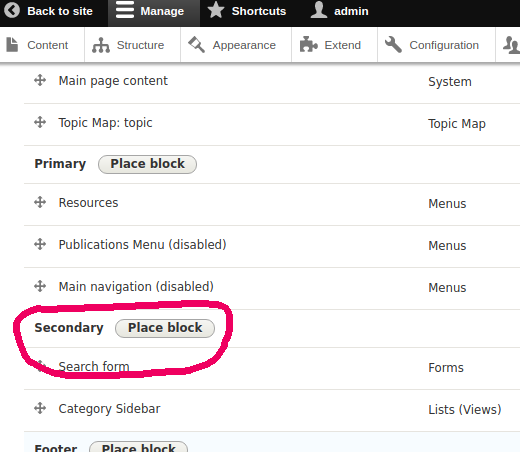 Back to site Manage Shortcuts admin
Content Structure Appearance Extend Configuration
Main page content System
Topic Map: topic Topic Map
Primary Place block
Resources Menus
Publications Menu (disabled) Menus
Main navigation (disabled) Menus
Secondary Place block
Search form Forms
Category Sidebar Lists (Views)
Footer Place block